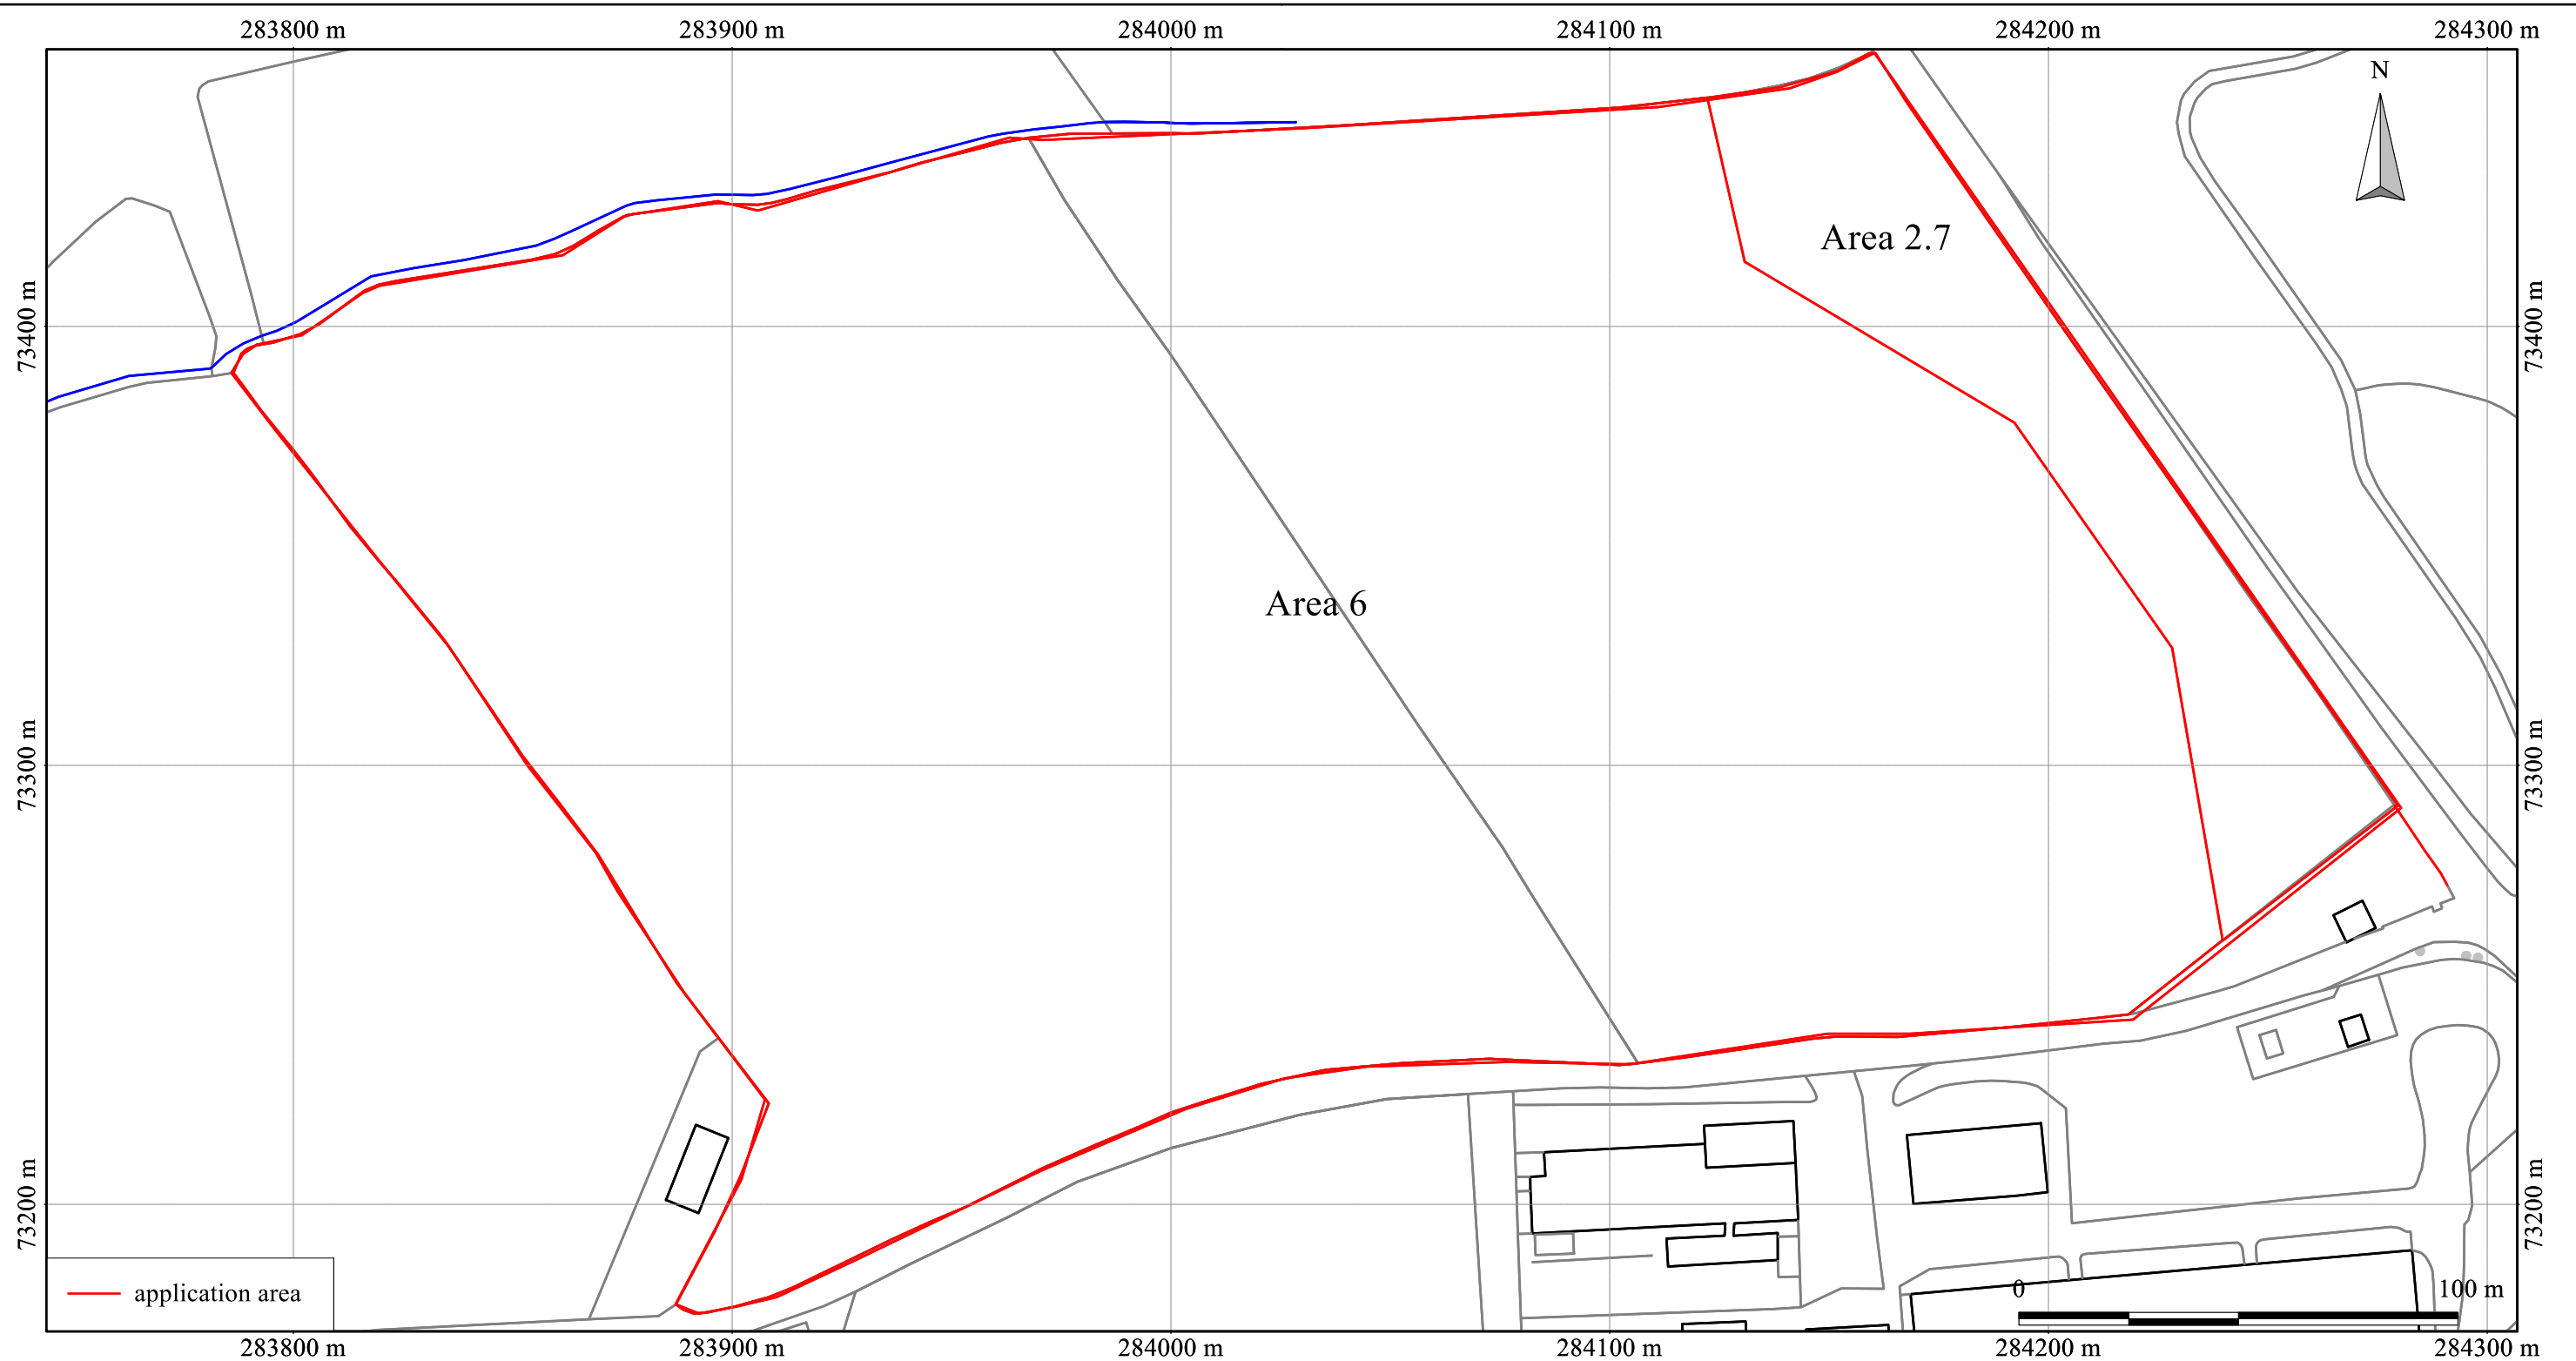 283800 m 283900 m 284000 m 284100 m 284200 m 284300 m
N
Area 2.7
73400 m 73400 m
Area 6
73300 m 73300 m
73200 m 73200 m
application area
0 100 m
283800 m 283900 m 284000 m 284100 m 284200 m 284300 m